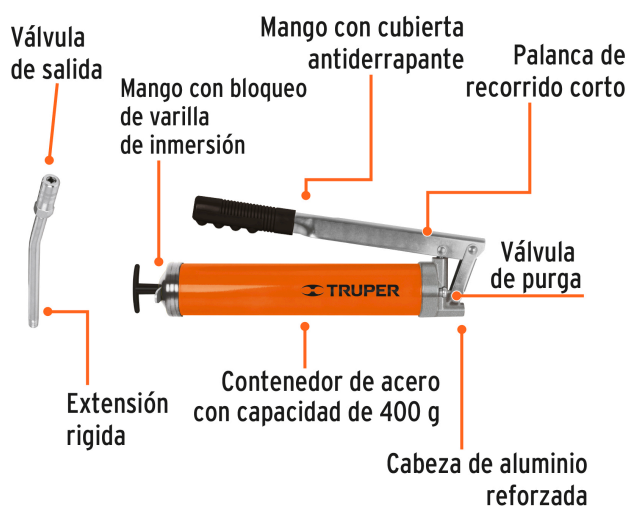 Válvula
de salida
Mango con cubierta
antiderrapante
Palanca de
recorrido corto
Mango con bloqueo
de varilla
de inmersión
Válvula
de purga
TRUPER
Extensión
rigida
Contenedor de acero
con capacidad de 400 g
Cabeza de aluminio
reforzada